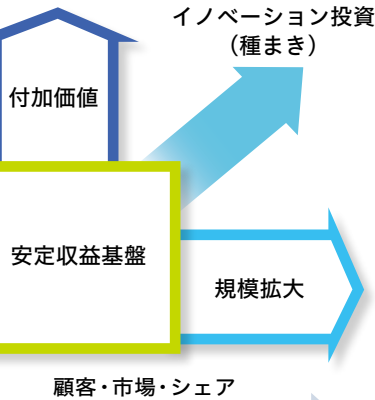 イノベーション投資
（種まき）
付加価値
安定収益基盤
規模拡大
顧客・市場・シェア